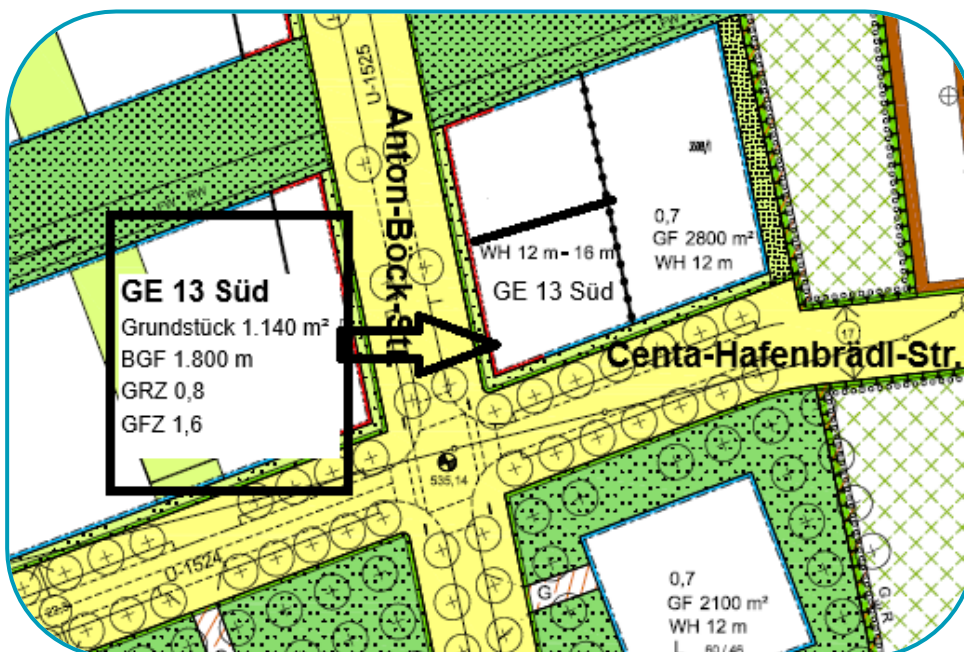 U-1525
Anton-Böck-Str.
RW
RW
GE 13 Süd
Grundstück 1.140 m²
BGF 1.800 m
GRZ 0,8
GFZ 1,6
WH 12 m - 16 m
GE 13 Süd
0,7
GF 2800 m²
WH 12 m
17
Centa-Hafenbrädl-Str.
535,14
U-1524
G
0,7
GF 2100 m²
WH 12 m
G
R